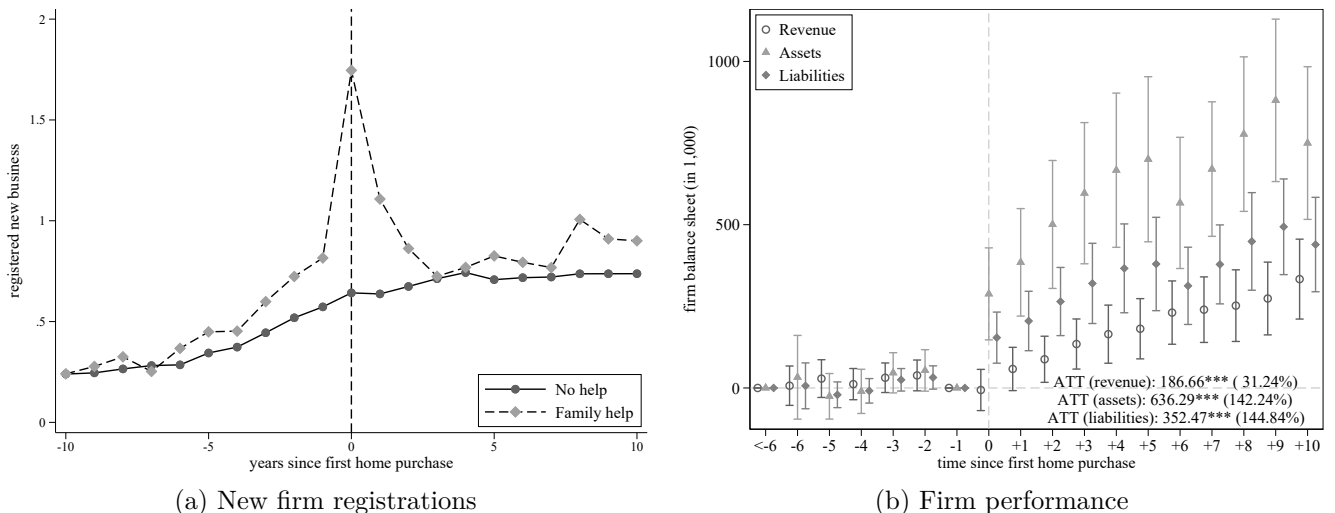 2
1.5
1
.5
0
registered new business
-10
-5
0
5
10
years since first home purchase
No help
Family help
(a) New firm registrations
Revenue
Assets
Liabilities
1000
500
0
firm balance sheet (in 1,000)
ATT (revenue): 186.66*** ( 31.24%)
ATT (assets): 636.29*** (142.24%)
ATT (liabilities): 352.47*** (144.84%)
<-6 -6 -5 -4 -3 -2 -1 0 +1 +2 +3 +4 +5 +6 +7 +8 +9 +10
time since first home purchase
(b) Firm performance